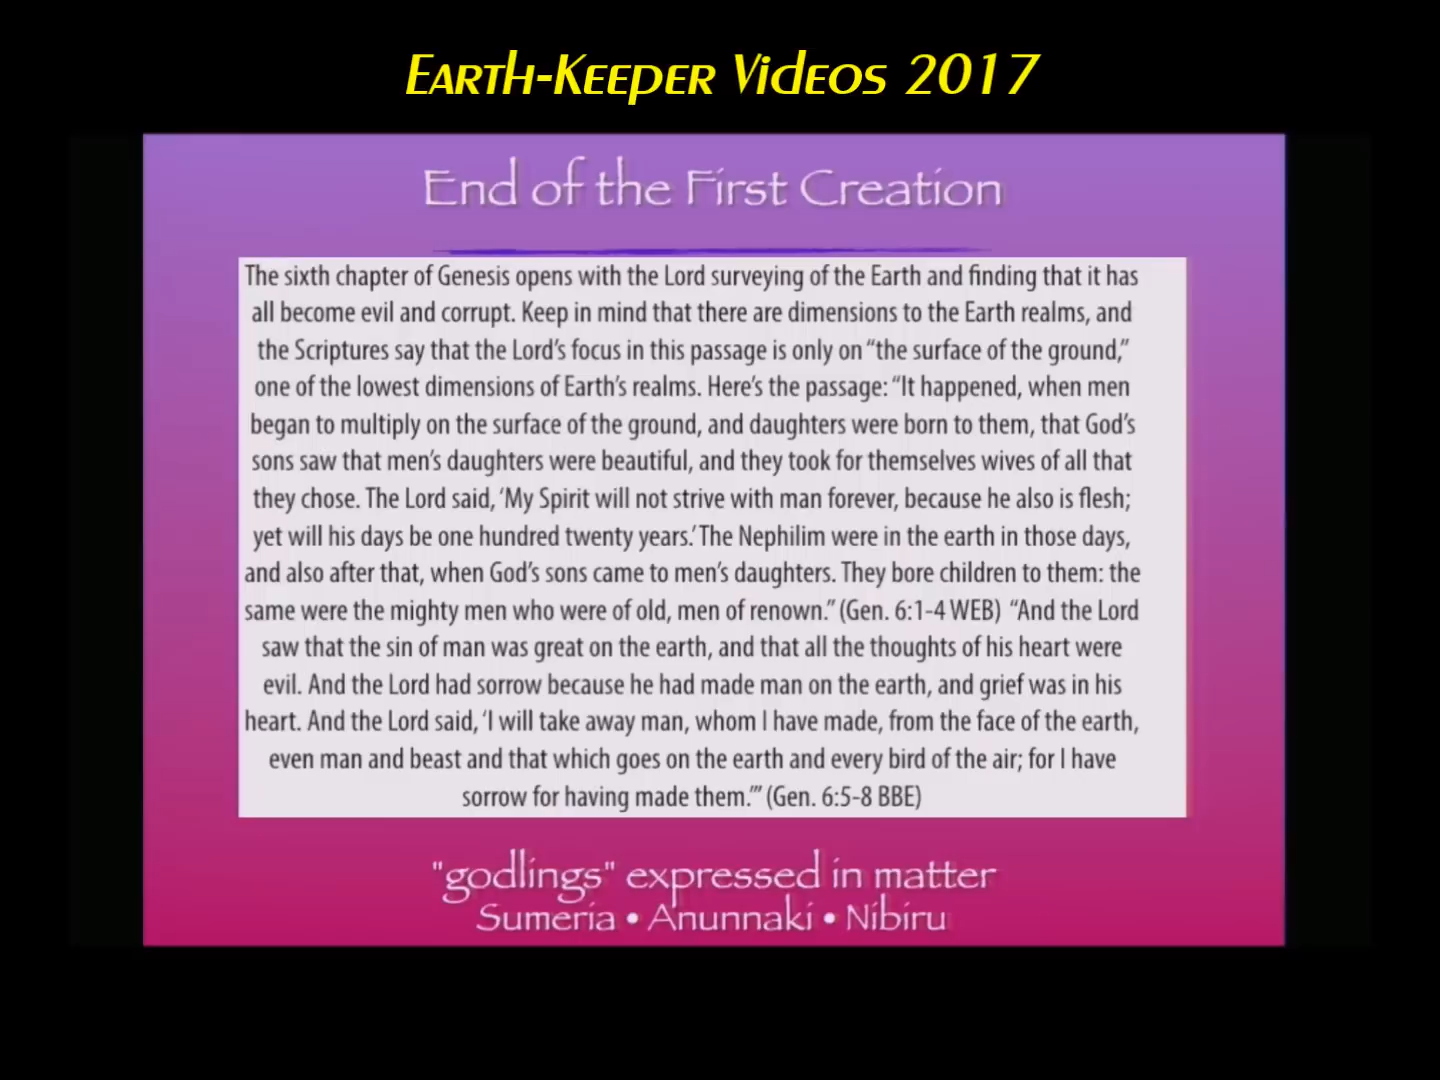 Earth-Keeper Videos 2017
End of the First Creation
The sixth chapter of Genesis opens with the Lord surveying of the Earth and finding that it has
all become evil and corrupt. Keep in mind that there are dimensions to the Earth realms, and
the Scriptures say that the Lord’s focus in this passage is only on “the surface of the ground,”
one of the lowest dimensions of Earth’s realms. Here’s the passage: “It happened, when men
began to multiply on the surface of the ground, and daughters were born to them, that God’s
sons saw that men’s daughters were beautiful, and they took for themselves wives of all that
they chose. The Lord said, ‘My Spirit will not strive with man forever, because he also is flesh;
yet will his days be one hundred twenty years.’ The Nephilim were in the earth in those days,
and also after that, when God’s sons came to men’s daughters. They bore children to them: the
same were the mighty men who were of old, men of renown.” (Gen. 6:1-4 WEB) “And the Lord
saw that the sin of man was great on the earth, and that all the thoughts of his heart were
evil. And the Lord had sorrow because he had made man on the earth, and grief was in his
heart. And the Lord said, ‘I will take away man, whom I have made, from the face of the earth,
even man and beast and that which goes on the earth and every bird of the air; for I have
sorrow for having made them.’” (Gen. 6:5-8 BBE)
"godlings" expressed in matter
Sumeria • Anunnaki • Nibiru